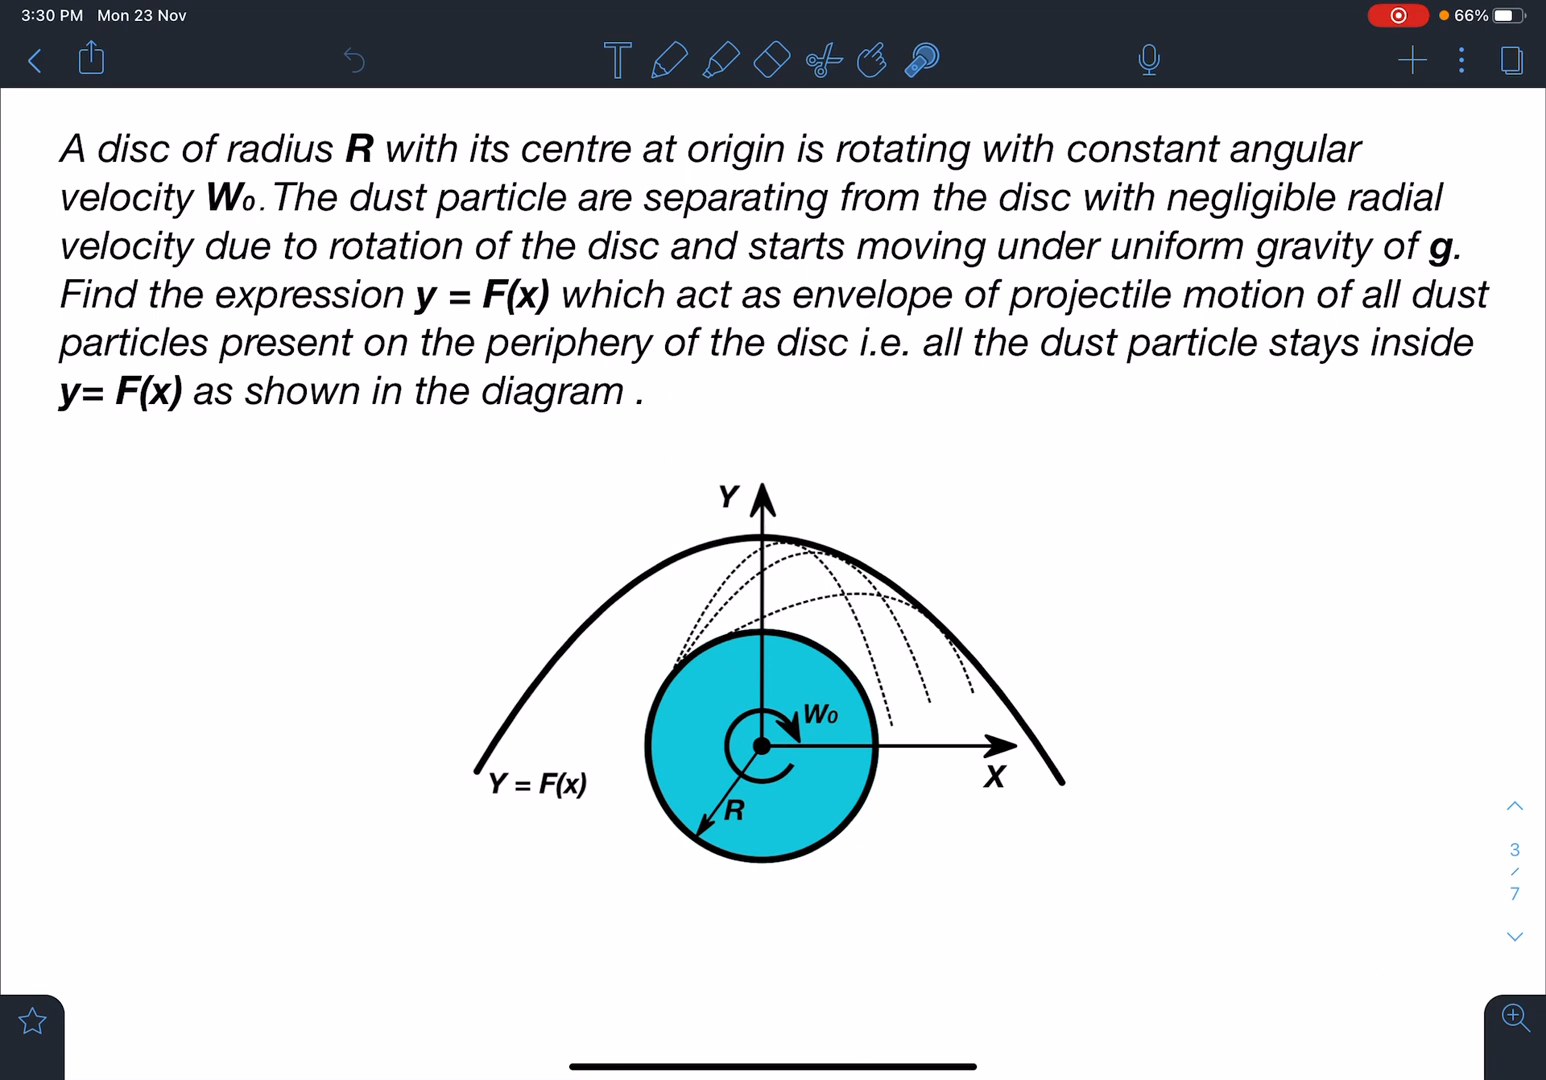 3:30 PM Mon 23 Nov
66%
A disc of radius R with its centre at origin is rotating with constant angular
velocity W₀. The dust particle are separating from the disc with negligible radial
velocity due to rotation of the disc and starts moving under uniform gravity of g.
Find the expression y = F(x) which act as envelope of projectile motion of all dust
particles present on the periphery of the disc i.e. all the dust particle stays inside
y= F(x) as shown in the diagram .
Y
W₀
X
Y = F(x)
R
3
/
7